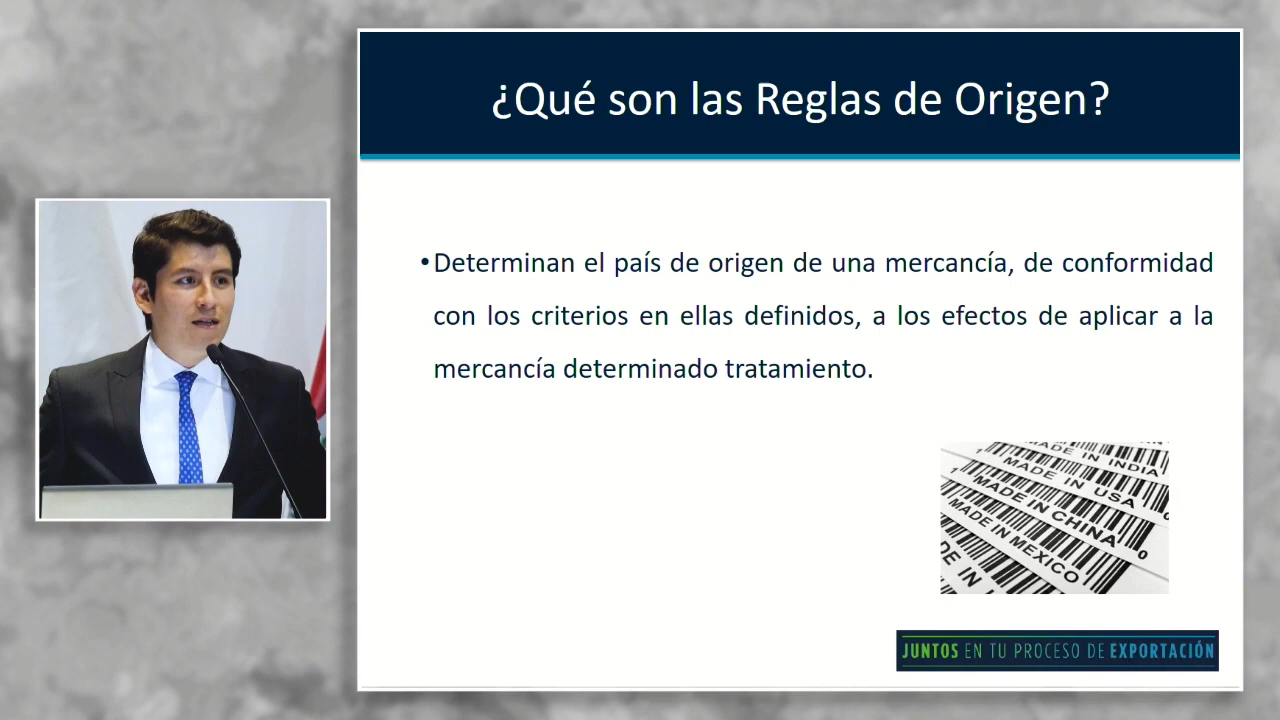 ¿Qué son las Reglas de Origen?
•Determinan el país de origen de una mercancía, de conformidad
con los criterios en ellas definidos, a los efectos de aplicar a la
mercancía determinado tratamiento.
MADE IN INDIA
MADE IN USA
MADE IN CHINA
MADE IN MEXICO
DE IN
JUNTOS EN TU PROCESO DE EXPORTACIÓN